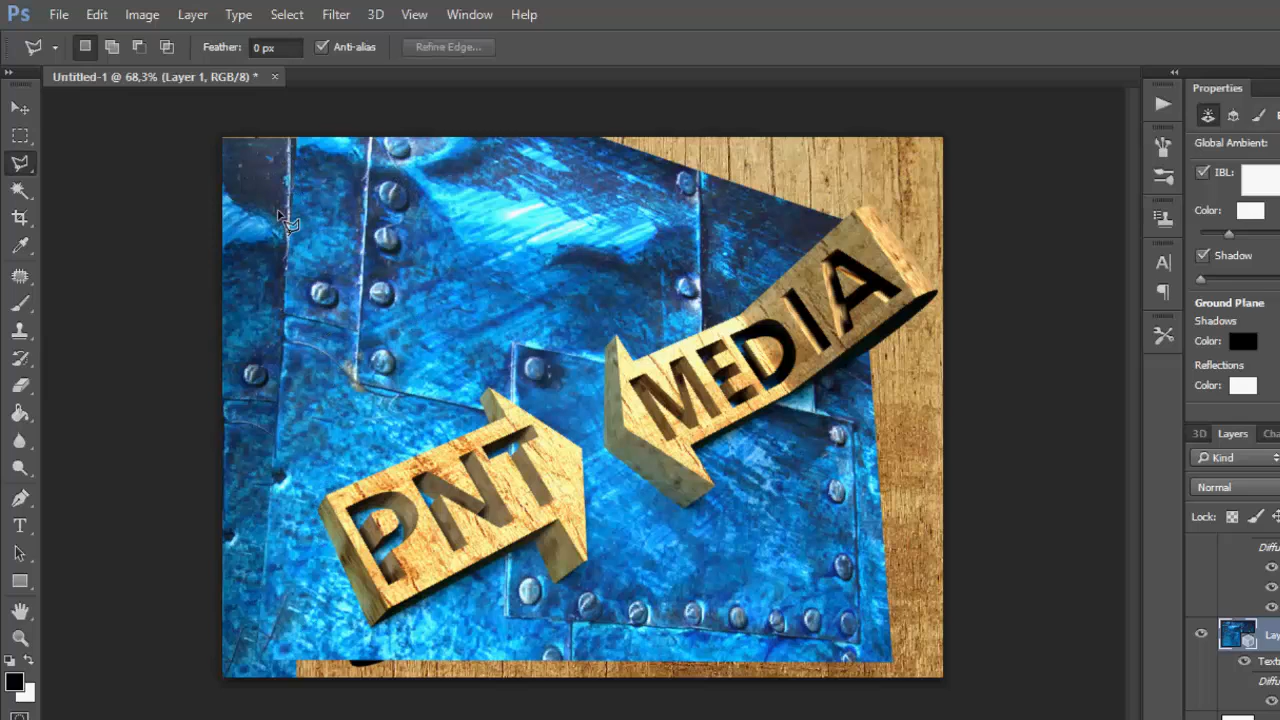 Ps File Edit Image Layer Type Select Filter 3D View Window Help
Feather: 0 px Anti-alias Refine Edge...
Untitled-1 @ 68,3% (Layer 1, RGB/8) * ×
Properties
Global Ambient:
IBL:
Color:
Shadow
Ground Plane
Shadows
Color:
Reflections
Color:
3D Layers
Kind
Normal
Lock:
MEDIA
PNT